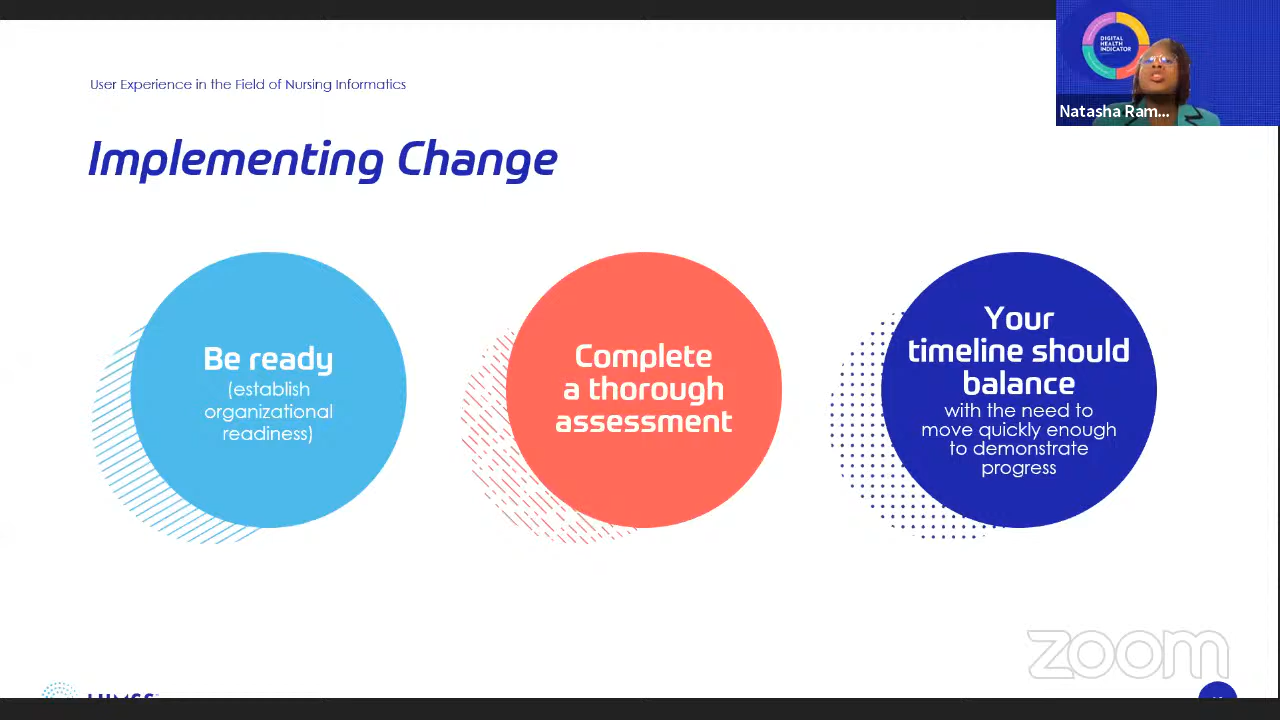 User Experience in the Field of Nursing Informatics
Implementing Change
Be ready
(establish
organizational
readiness)
Complete
a thorough
assessment
Your
timeline should
balance
with the need to
move quickly enough
to demonstrate
progress
DIGITAL
HEALTH
INDICATOR
Natasha Ram...
zoom